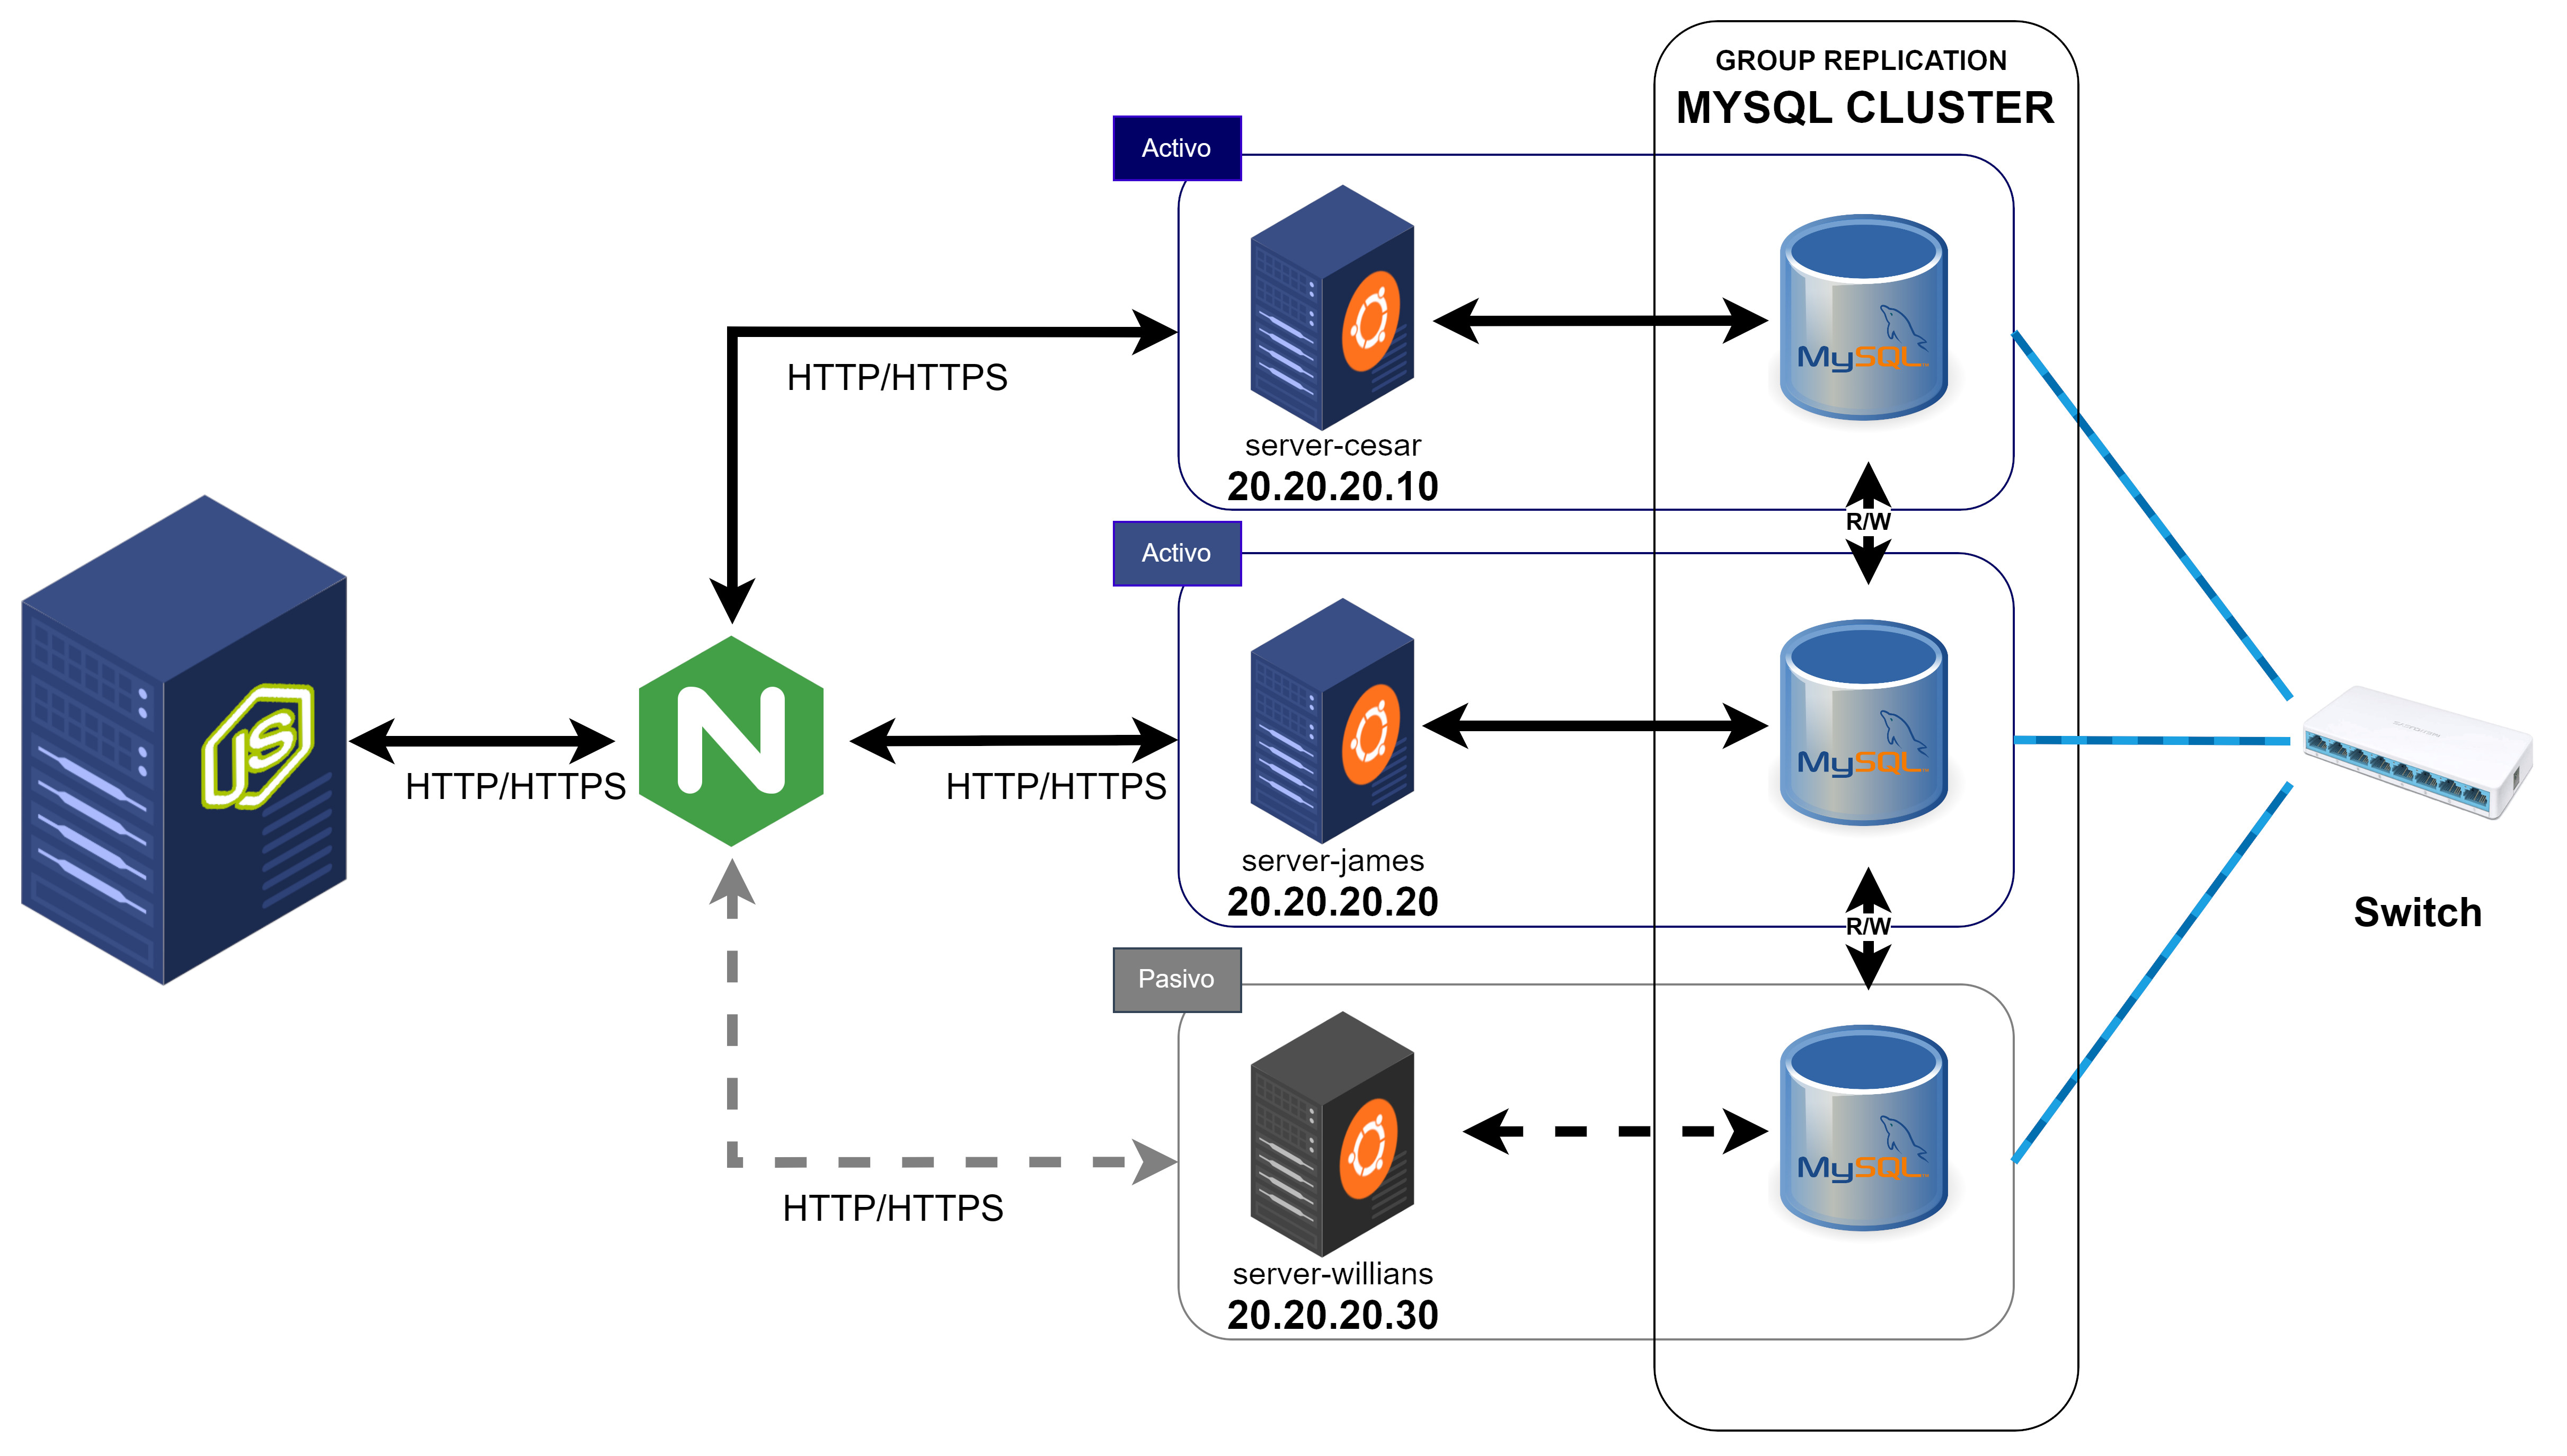 GROUP REPLICATION
MYSQL CLUSTER
Activo
MySQL
HTTP/HTTPS
server-cesar
20.20.20.10
R/W
Activo
JS
N
MySQL
HTTP/HTTPS
HTTP/HTTPS
server-james
20.20.20.20
R/W
Switch
Pasivo
MySQL
HTTP/HTTPS
server-willians
20.20.20.30